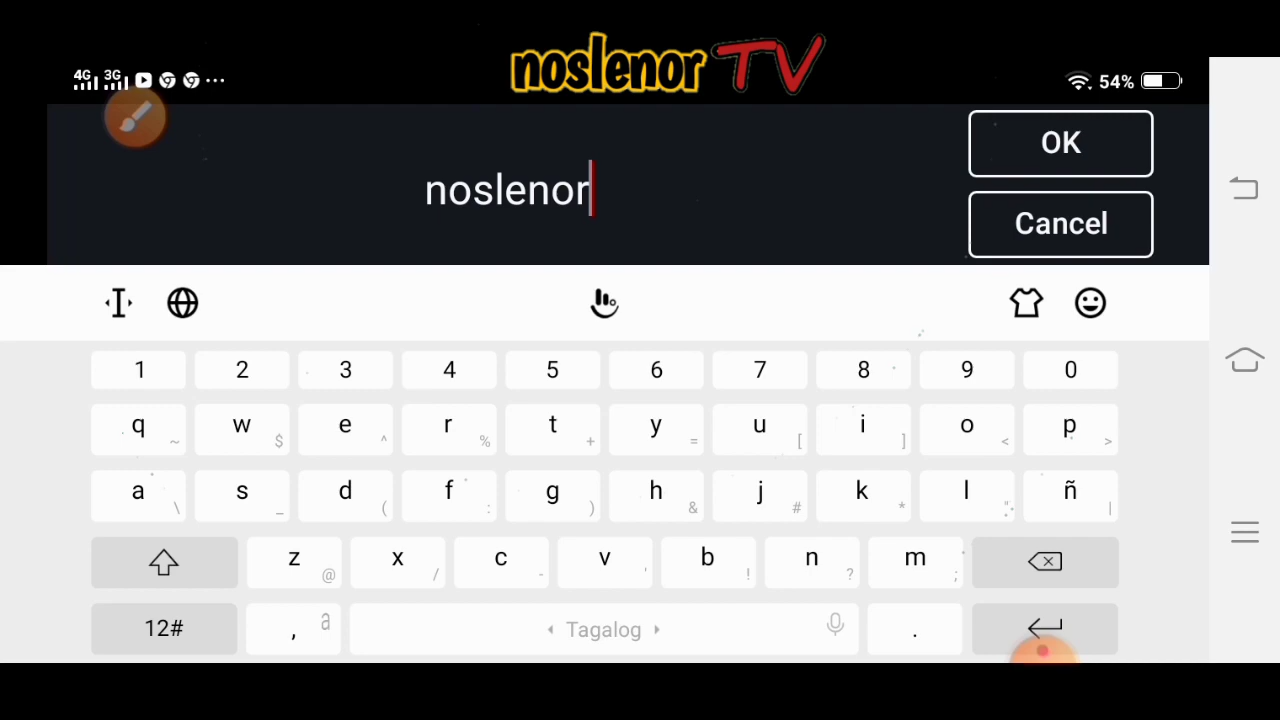 noslenor TV
4G 3G 54%
OK
noslenor
Cancel
1 2 3 4 5 6 7 8 9 0
q w e r t y u i o p
~ $ ^ % + = [ ] < >
a s d f g h j k l ñ
\ _ ( : ) & # * |
z x c v b n m
@ / - ' ! ? ;
12# , a Tagalog .